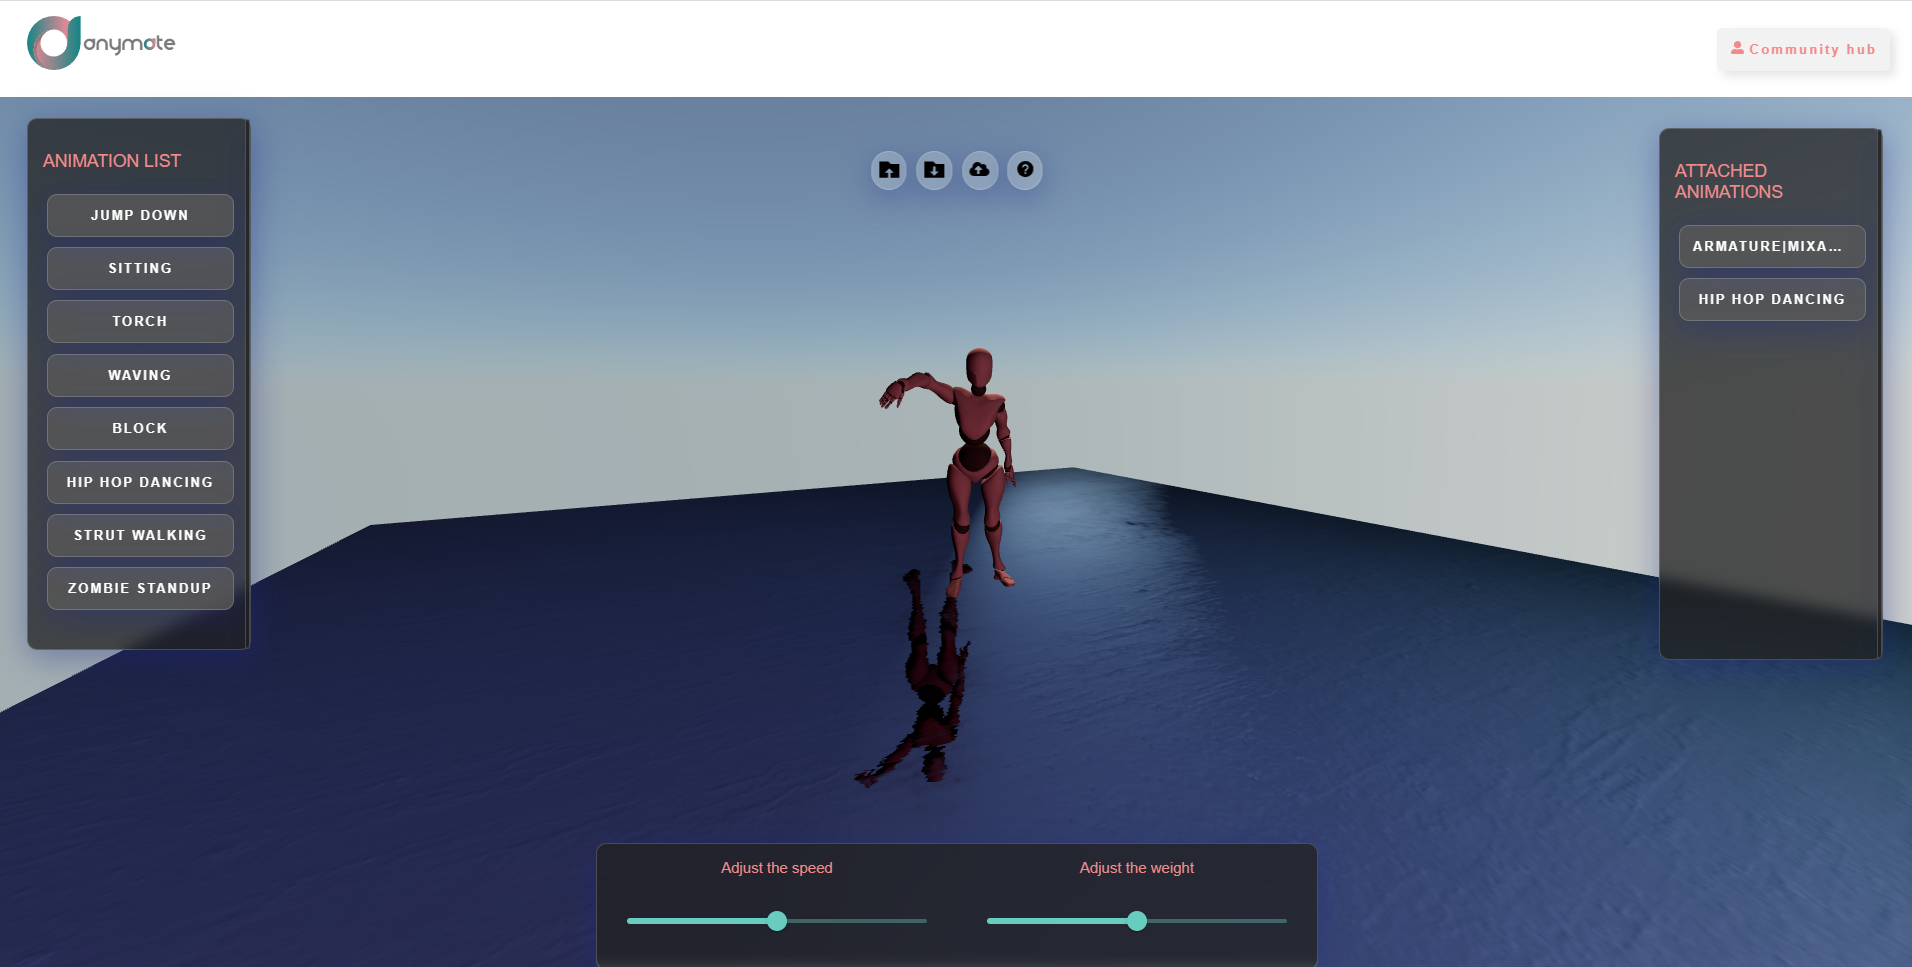 anymate
Community hub
ANIMATION LIST
JUMP DOWN
SITTING
TORCH
WAVING
BLOCK
HIP HOP DANCING
STRUT WALKING
ZOMBIE STANDUP
?
ATTACHED
ANIMATIONS
ARMATURE|MIXA...
HIP HOP DANCING
Adjust the speed
Adjust the weight